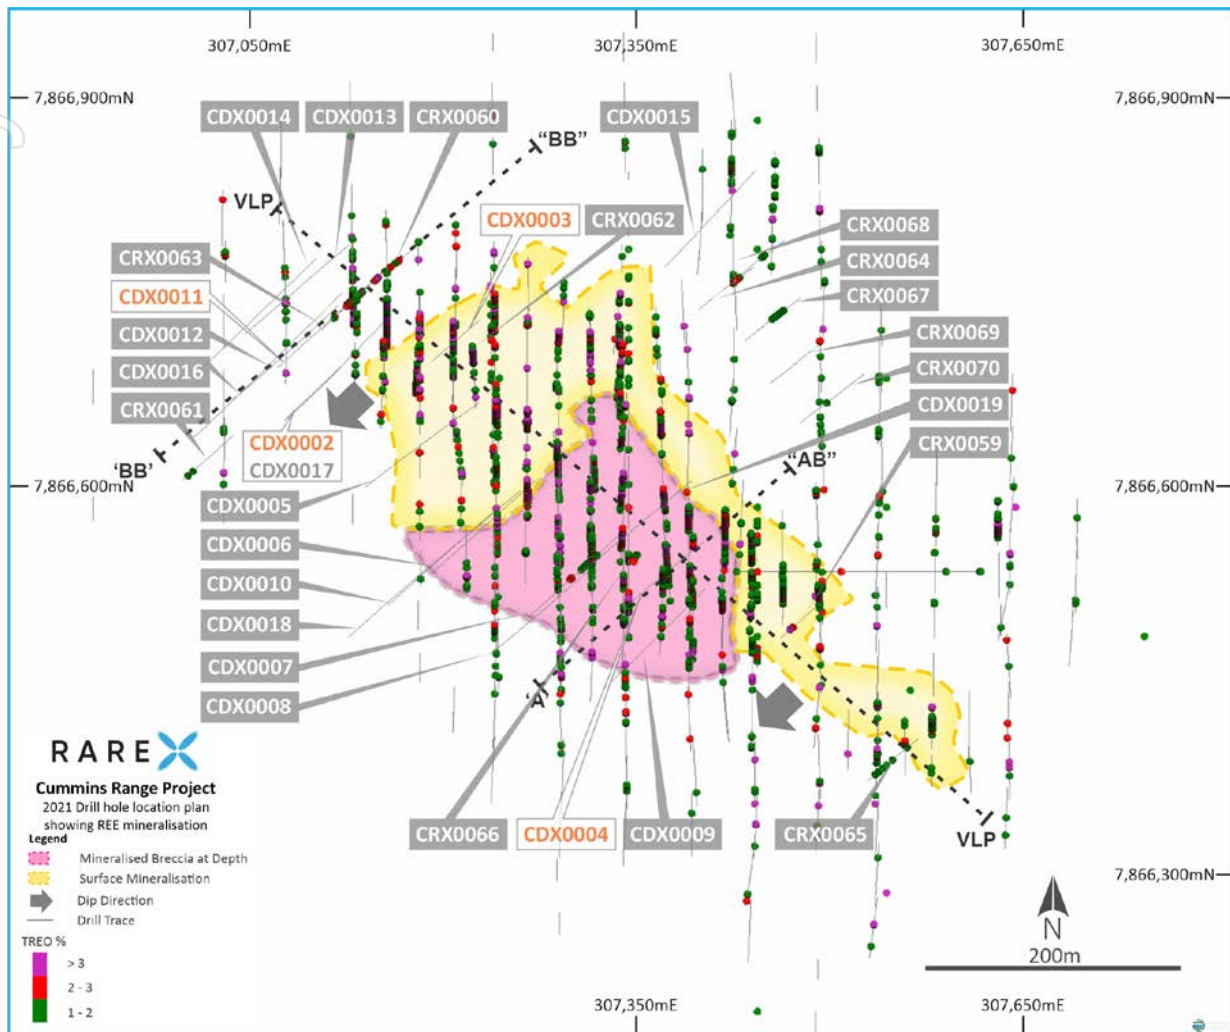 307,050mE
307,350mE
307,650mE
7,866,900mN
7,866,900mN
CDX0014
CDX0013
CRX0060
CDX0015
"BB"
VLP
CDX0003
CRX0062
CRX0068
CRX0063
CRX0064
CDX0011
CRX0067
CDX0012
CRX0069
CDX0016
CRX0070
CRX0061
CDX0019
CDX0002
CDX0017
CRX0059
'BB'
"AB"
7,866,600mN
7,866,600mN
CDX0005
CDX0006
CDX0010
CDX0018
CDX0007
CDX0008
'A'
RAREX
Cummins Range Project
2021 Drill hole location plan
showing REE mineralisation
Legend
Mineralised Breccia at Depth
Surface Mineralisation
Dip Direction
Drill Trace
TREO %
> 3
2 - 3
1 - 2
CRX0066
CDX0004
CDX0009
CRX0065
VLP
7,866,300mN
N
200m
307,350mE
307,650mE